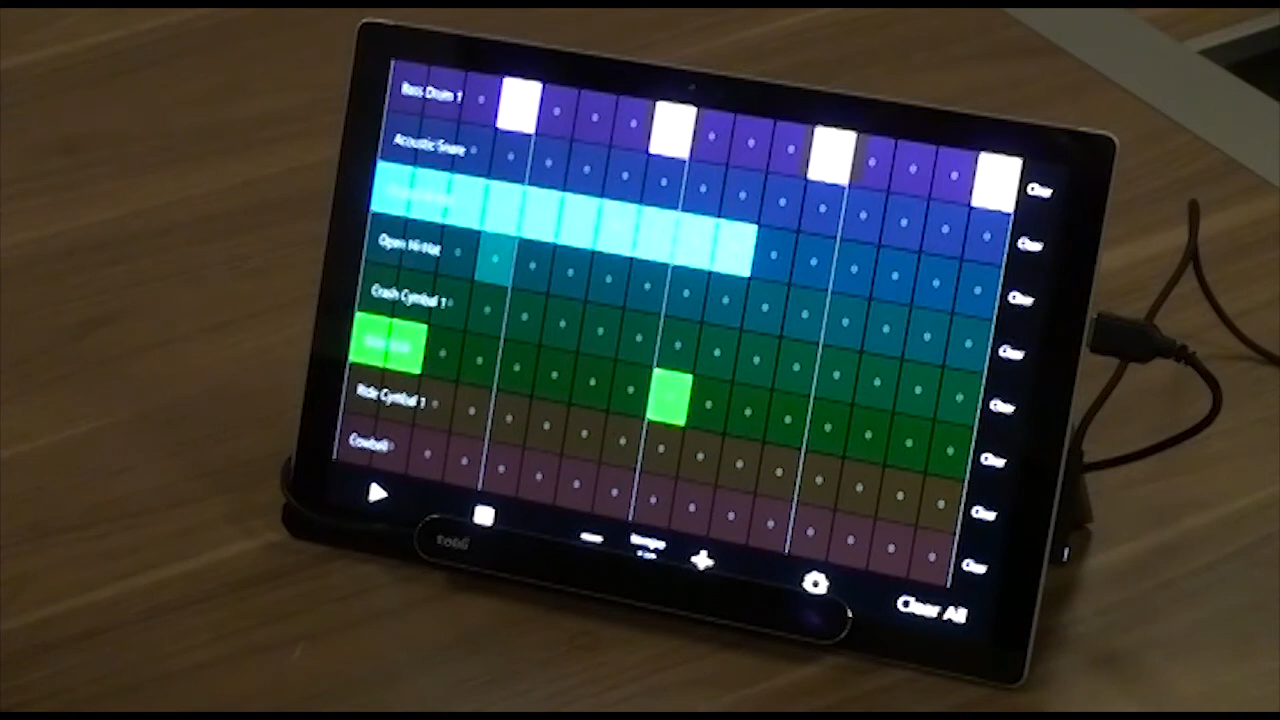 Bass Drum 1
Clear
Acoustic Snare
Clear
Clear
Open Hi-Hat
Clear
Crash Cymbal 1
Clear
Clear
Ride Cymbal 1
Clear
Cowbell
Clear
tobii
Clear All